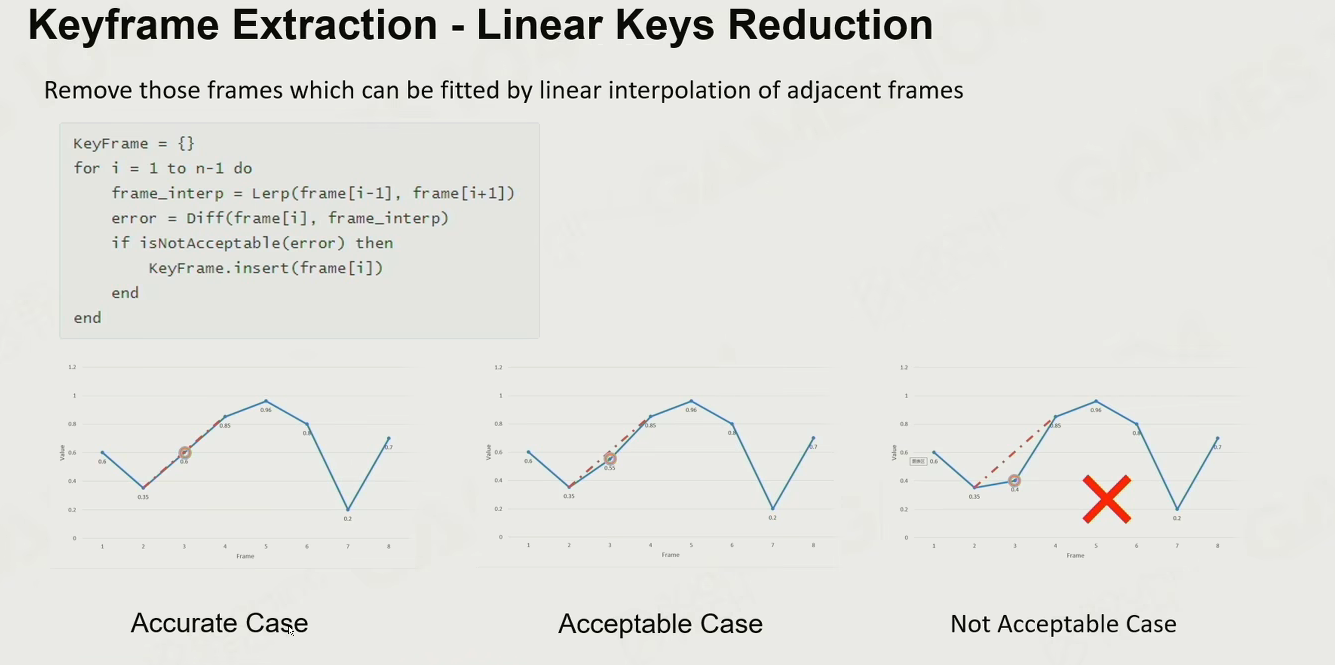 Keyframe Extraction - Linear Keys Reduction
Remove those frames which can be fitted by linear interpolation of adjacent frames
KeyFrame = {}
for i = 1 to n-1 do
frame_interp = Lerp(frame[i-1], frame[i+1])
error = Diff(frame[i], frame_interp)
if isNotAcceptable(error) then
KeyFrame.insert(frame[i])
end
end
1.2
1
0.8
0.6
0.4
0.2
0
Value
0.6
0.35
0.6
0.85
0.96
0.8
0.2
0.7
1 2 3 4 5 6 7 8
Frame
1.2
1
0.8
0.6
0.4
0.2
0
Value
0.6
0.35
0.55
0.85
0.96
0.8
0.2
0.7
1 2 3 4 5 6 7 8
Frame
1.2
1
0.8
0.6
0.4
0.2
0
Value
0.6
0.35
0.4
0.85
0.96
0.8
0.2
0.7
1 2 3 4 5 6 7 8
Frame
Accurate Case
Acceptable Case
Not Acceptable Case